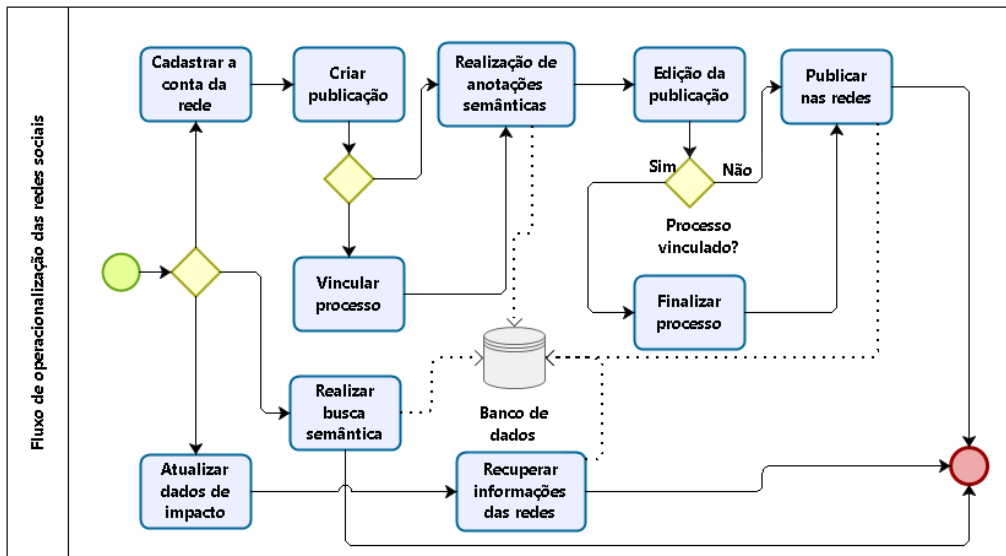 Fluxo de operacionalização das redes sociais
Cadastrar a
conta da
rede
Criar
publicação
Realização de
anotações
semânticas
Edição da
publicação
Publicar
nas redes
Sim
Não
Processo
vinculado?
Vincular
processo
Finalizar
processo
Realizar
busca
semântica
Banco de
dados
Atualizar
dados de
impacto
Recuperar
informações
das redes